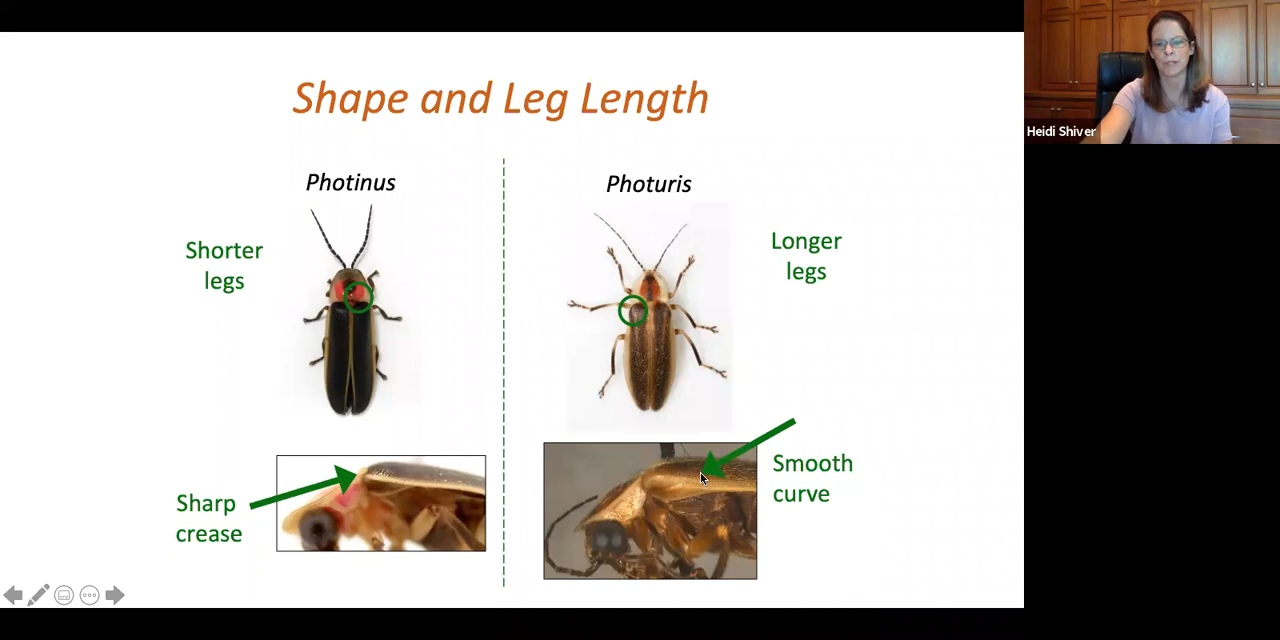 Shape and Leg Length
Photinus
Shorter
legs
Sharp
crease
Photuris
Longer
legs
Smooth
curve
Heidi Shiver